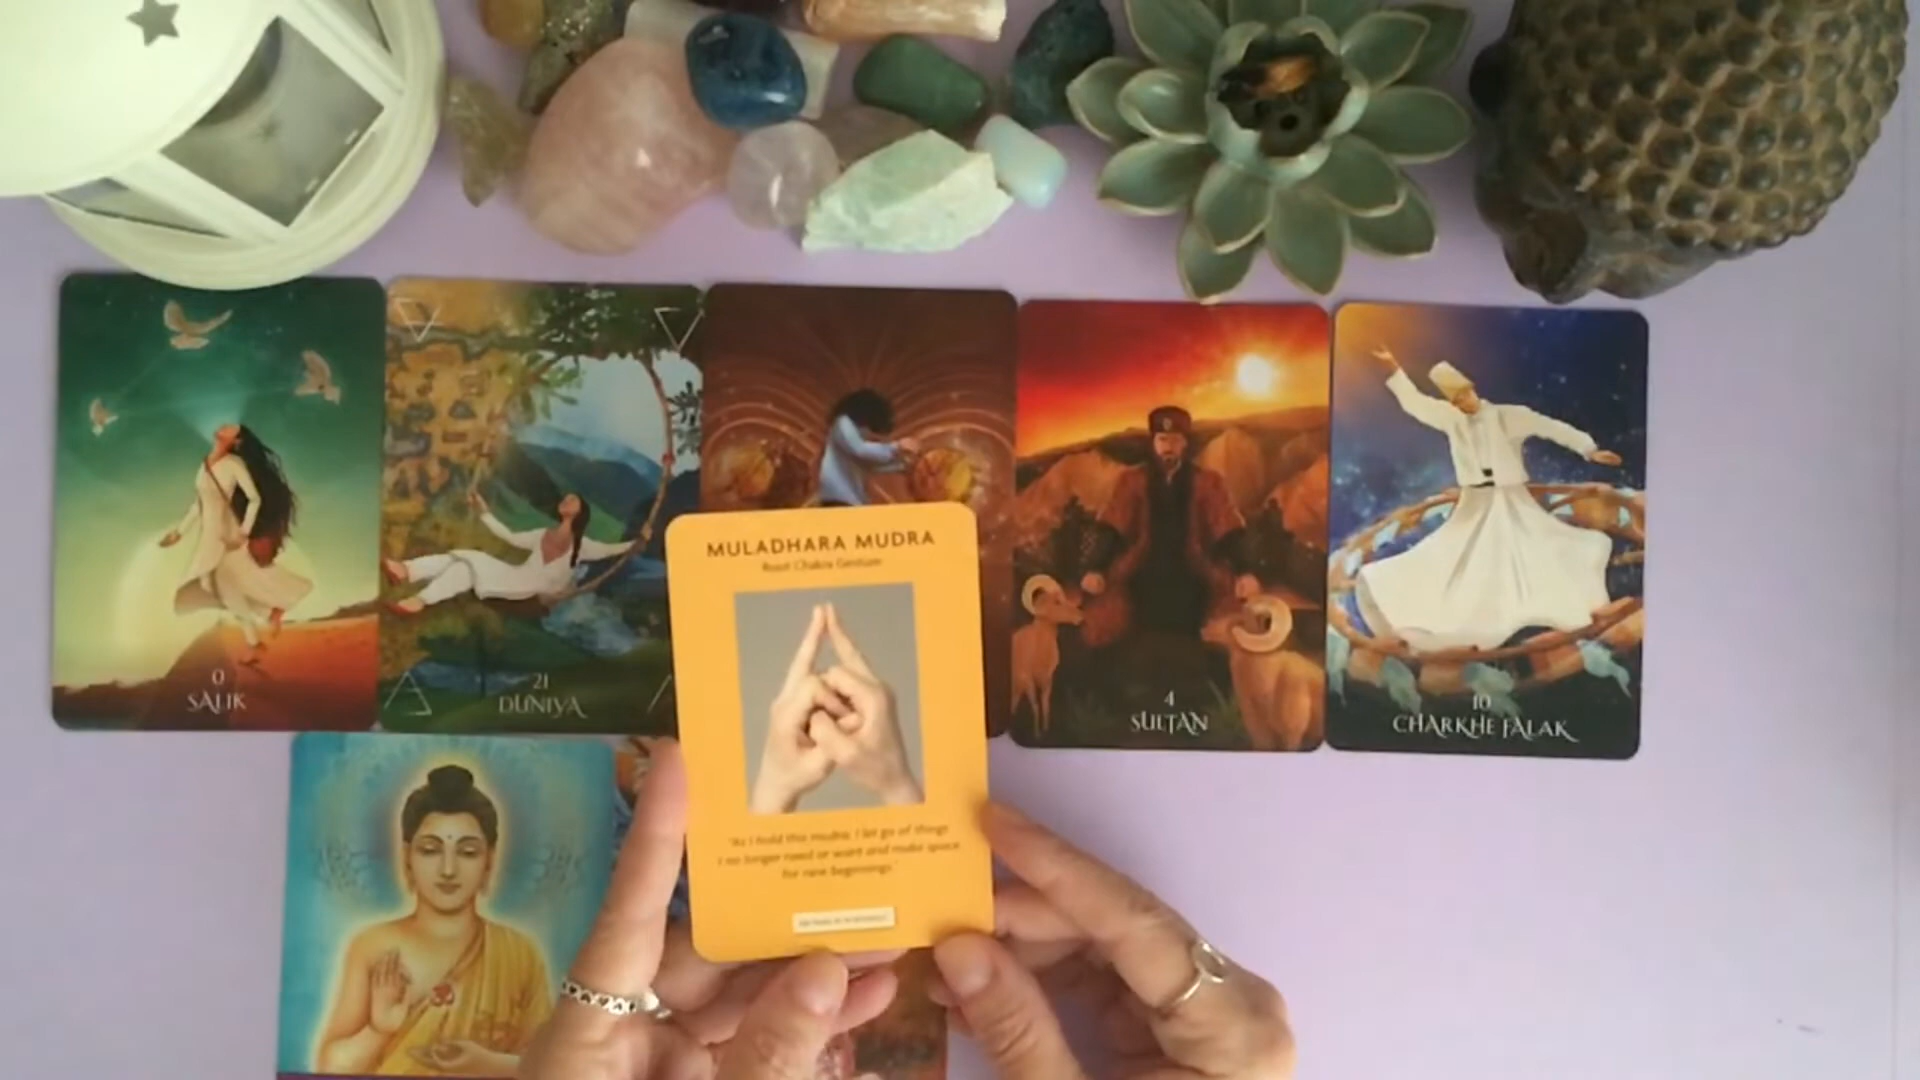 0
SALIK
21
DUNIYA
4
SULTAN
10
CHARKHE FALAK
MULADHARA MUDRA
Root Chakra Gesture
"As I hold this mudra, I let go of things
I no longer need or want and make space
for new beginnings."